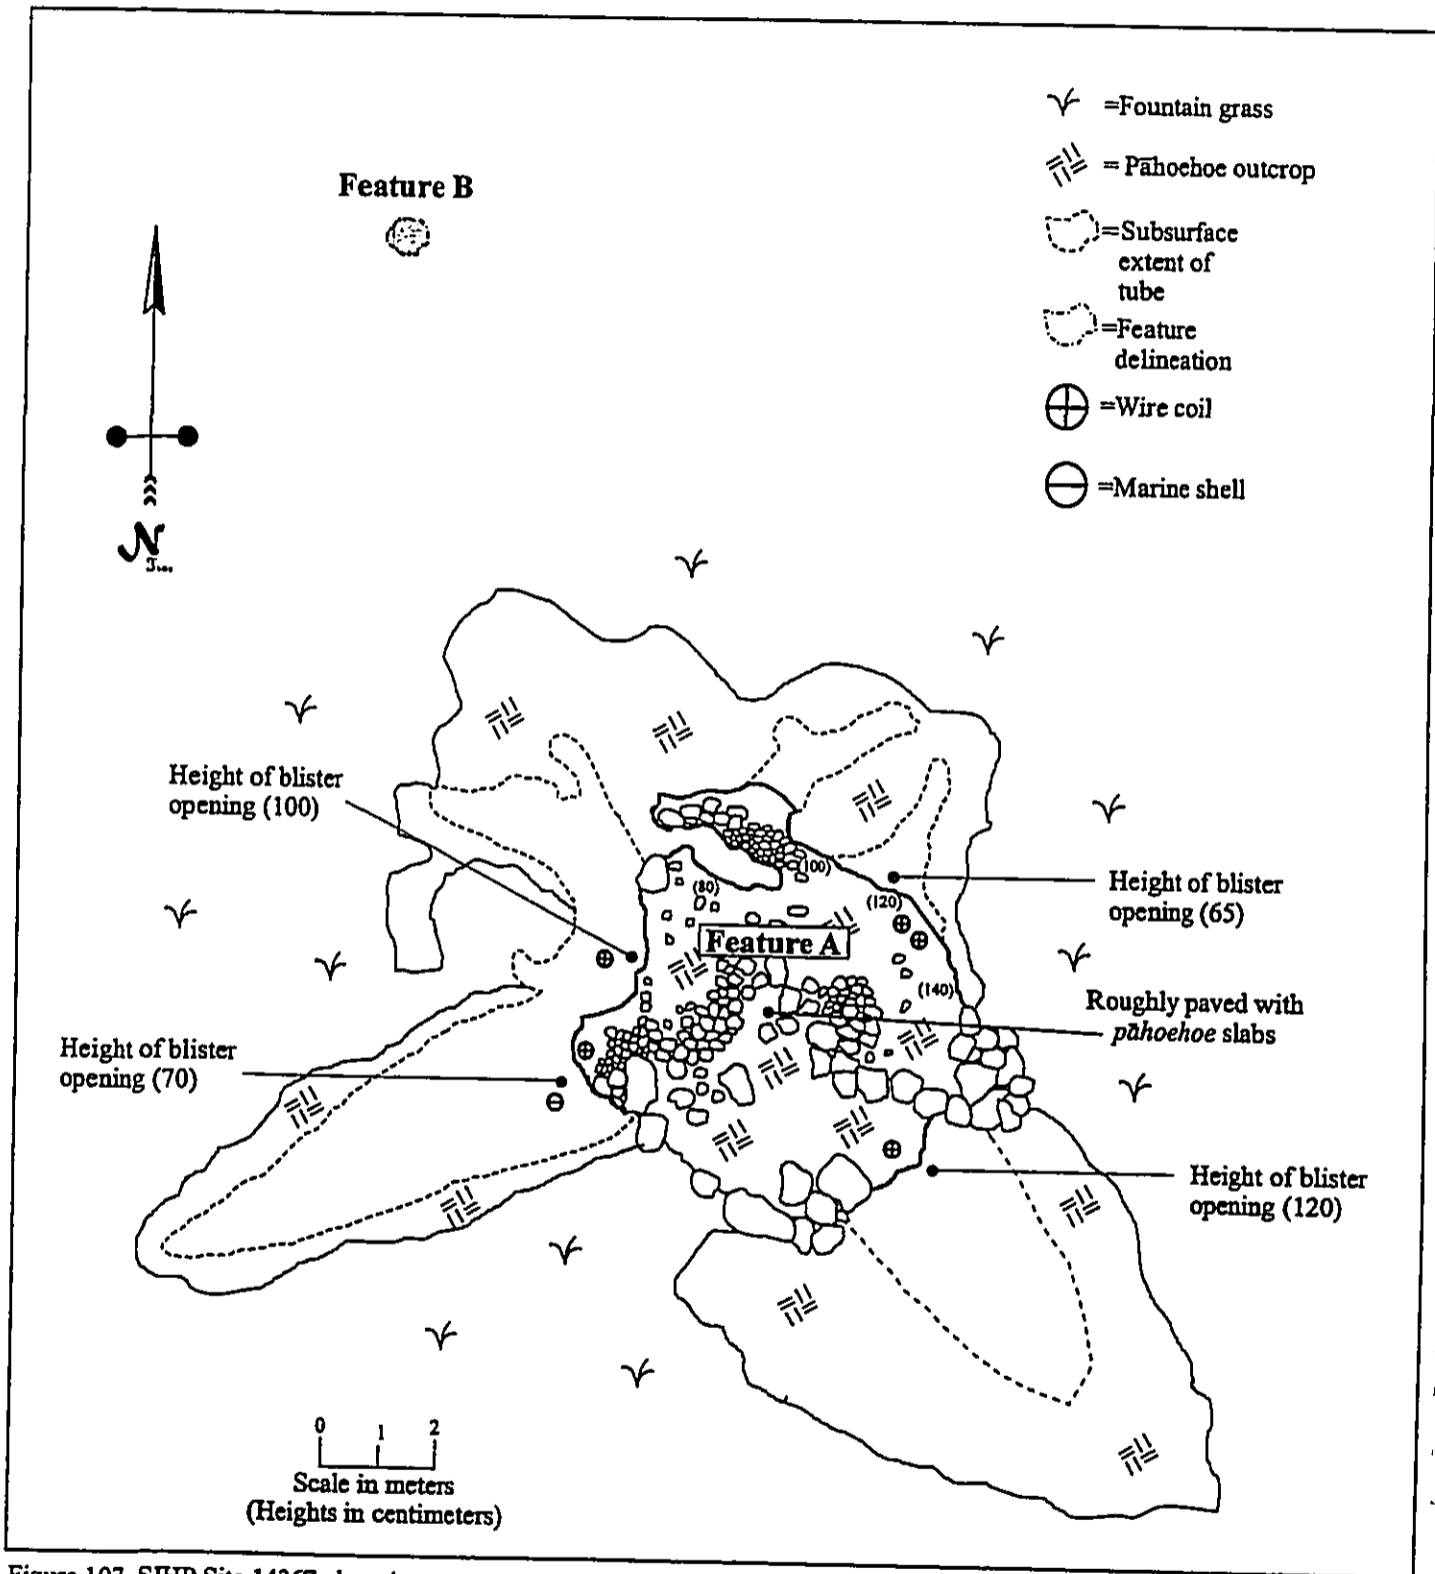 =Fountain grass
= Pāhoehoe outcrop
Feature B
=Subsurface
extent of
tube
=Feature
delineation
=Wire coil
=Marine shell
N
Height of blister
opening (100)
(100)
(80)
Height of blister
opening (65)
(120)
Feature A
(140)
Roughly paved with
pāhoehoe slabs
Height of blister
opening (70)
Height of blister
opening (120)
0 1 2
Scale in meters
(Heights in centimeters)